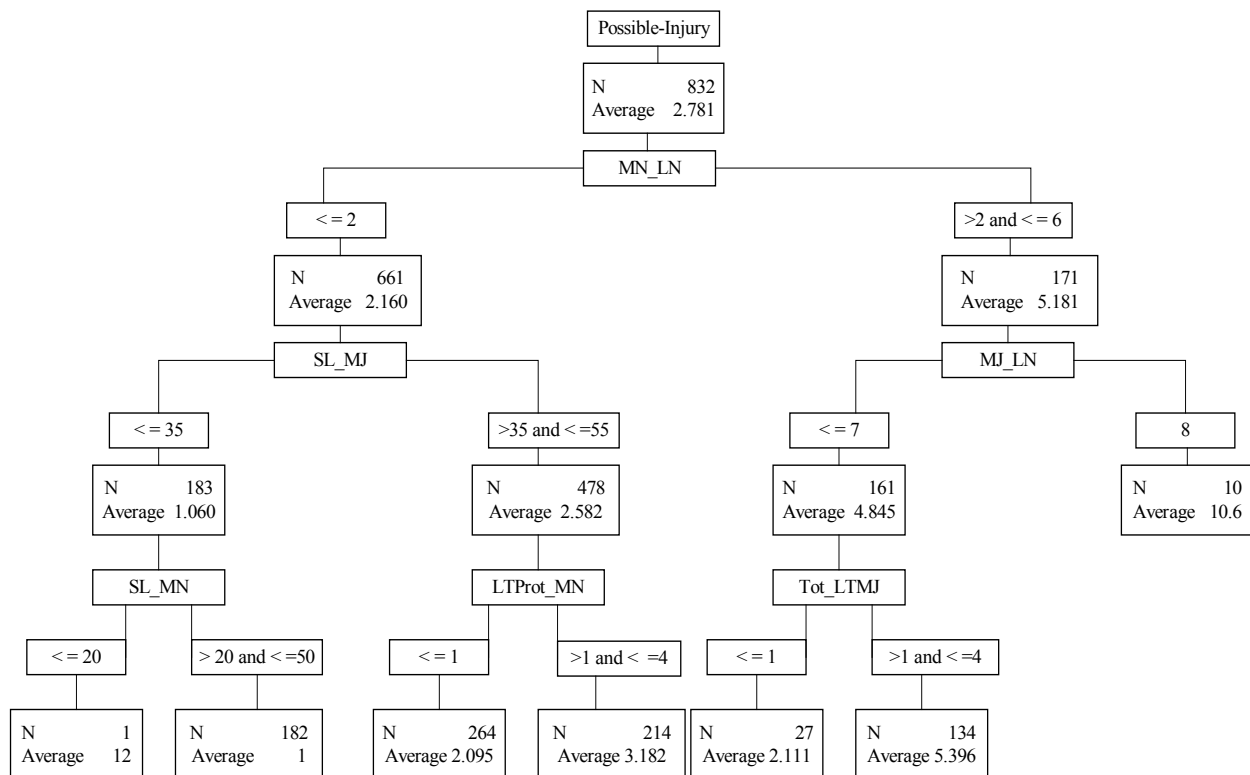 Possible-Injury
N 832
Average 2.781
MN_LN
< = 2
>2 and < = 6
N 661
Average 2.160
N 171
Average 5.181
SL_MJ
MJ_LN
< = 35
>35 and < =55
< = 7
8
N 183
Average 1.060
N 478
Average 2.582
N 161
Average 4.845
N 10
Average 10.6
SL_MN
LTProt_MN
Tot_LTMJ
< = 20
> 20 and < =50
< = 1
>1 and < =4
< = 1
>1 and < =4
N 1
Average 12
N 182
Average 1
N 264
Average 2.095
N 214
Average 3.182
N 27
Average 2.111
N 134
Average 5.396